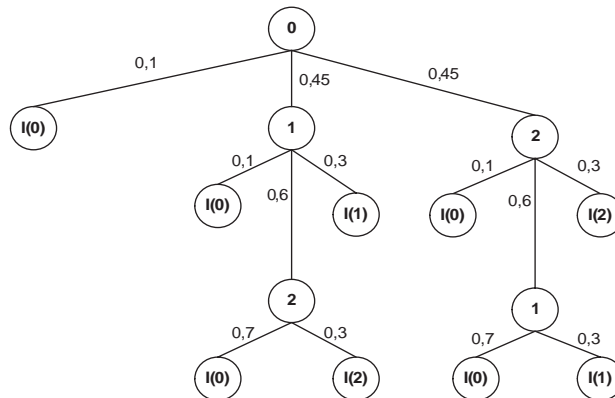 0
0,1
0,45
0,45
I(0)
1
2
0,1
0,3
0,1
0,3
0,6
0,6
I(0)
I(1)
I(0)
I(2)
2
1
0,7
0,3
0,7
0,3
I(0)
I(2)
I(0)
I(1)